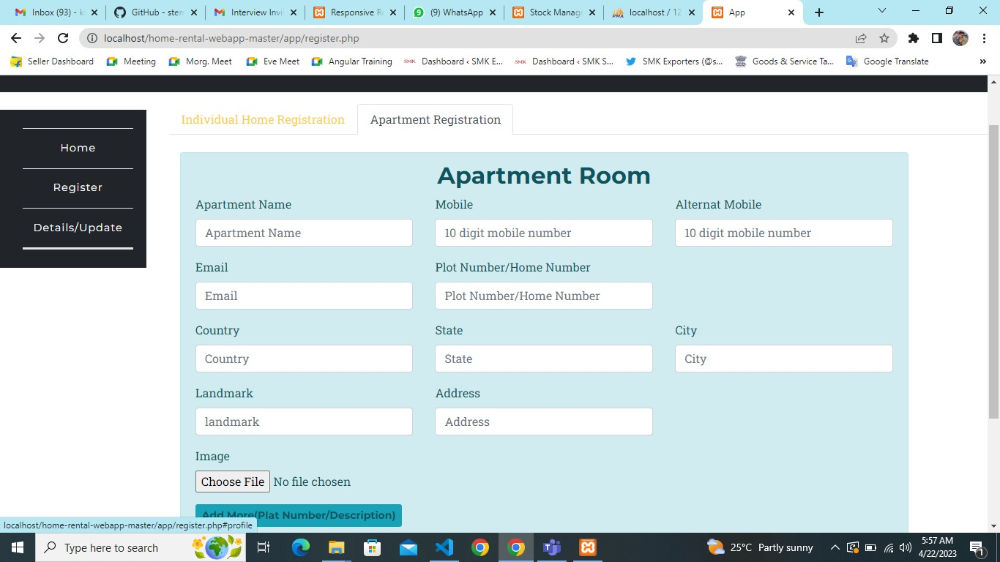 Inbox (93) - k
GitHub - sten
Interview Invi
Responsive R
9
(9) WhatsApp
Stock Manag
PMA
localhost / 12
App
localhost/home-rental-webapp-master/app/register.php
Seller Dashboard
Meeting
Morg. Meet
Eve Meet
Angular Training
SMK
Dashboard ‹ SMK E...
SMK
Dashboard ‹ SMK S...
SMK Exporters (@s...
Goods & Service Ta...
Google Translate
»
Home
Register
Details/Update
Individual Home Registration
Apartment Registration
Apartment Room
Apartment Name
Mobile
Alternat Mobile
Apartment Name
10 digit mobile number
10 digit mobile number
Email
Plot Number/Home Number
Email
Plot Number/Home Number
Country
State
City
Country
State
City
Landmark
Address
landmark
Address
Image
Choose File No file chosen
Add More(Plat Number/Description)
localhost/home-rental-webapp-master/app/register.php#profile
Type here to search
25°C Partly sunny
5:57 AM
4/22/2023
1